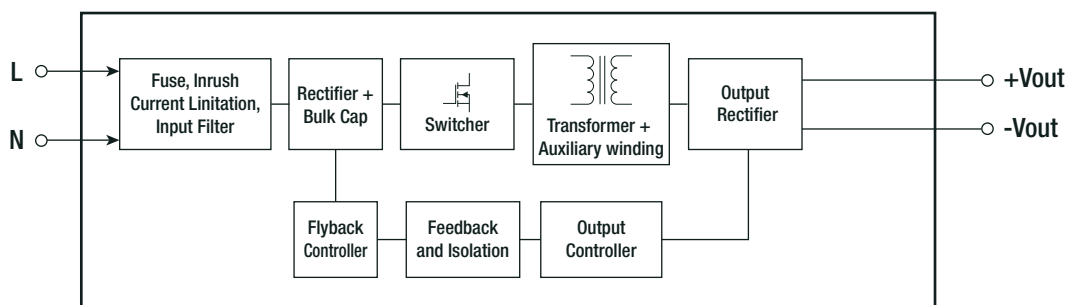 L
N
Fuse, Inrush
Current Linitation,
Input Filter
Rectifier +
Bulk Cap
Switcher
Transformer +
Auxiliary winding
Output
Rectifier
+Vout
-Vout
Flyback
Controller
Feedback
and Isolation
Output
Controller